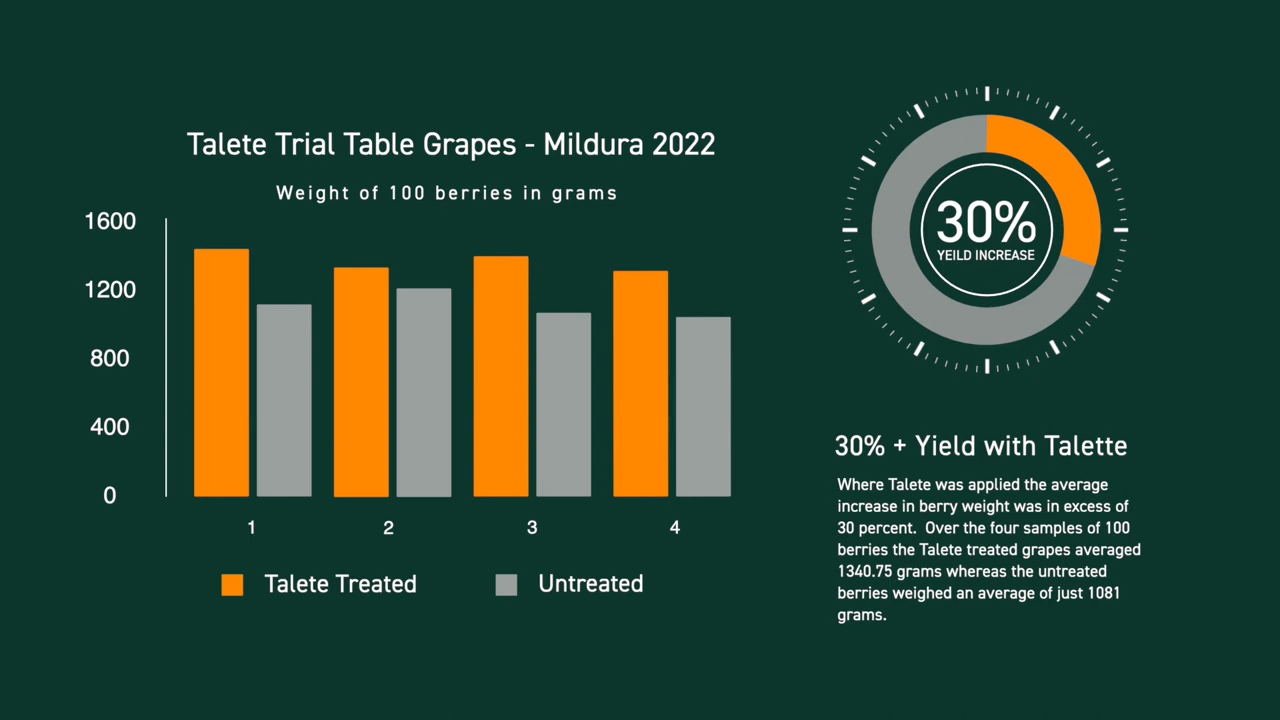 Talete Trial Table Grapes - Mildura 2022
Weight of 100 berries in grams
1600
1200
800
400
0
1 2 3 4
Talete Treated Untreated
30%
YEILD INCREASE
30% + Yield with Talette
Where Talete was applied the average
increase in berry weight was in excess of
30 percent. Over the four samples of 100
berries the Talete treated grapes averaged
1340.75 grams whereas the untreated
berries weighed an average of just 1081
grams.